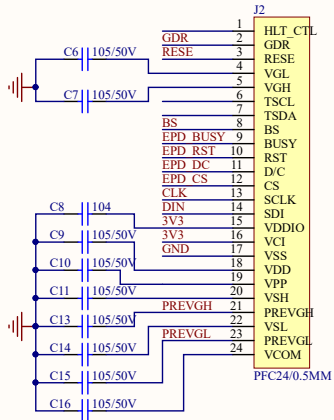 J2
1 HLT_CTL
GDR 2 GDR
RESE 3 RESE
C6 105/50V 4 VGL
C7 105/50V 5 VGH
6 TSCL
7 TSDA
BS 8 BS
EPD_BUSY 9 BUSY
EPD_RST 10 RST
EPD_DC 11 D/C
EPD_CS 12 CS
CLK 13 SCLK
DIN 14 SDI
C8 104 3V3 15 VDDIO
3V3 16 VCI
C9 105/50V GND 17 VSS
18 VDD
C10 105/50V 19 VPP
C11 105/50V 20 VSH
PREVGH 21 PREVGH
C13 105/50V 22 VSL
C14 105/50V PREVGL 23 PREVGL
24 VCOM
C15 105/50V PFC24/0.5MM
C16 105/50V